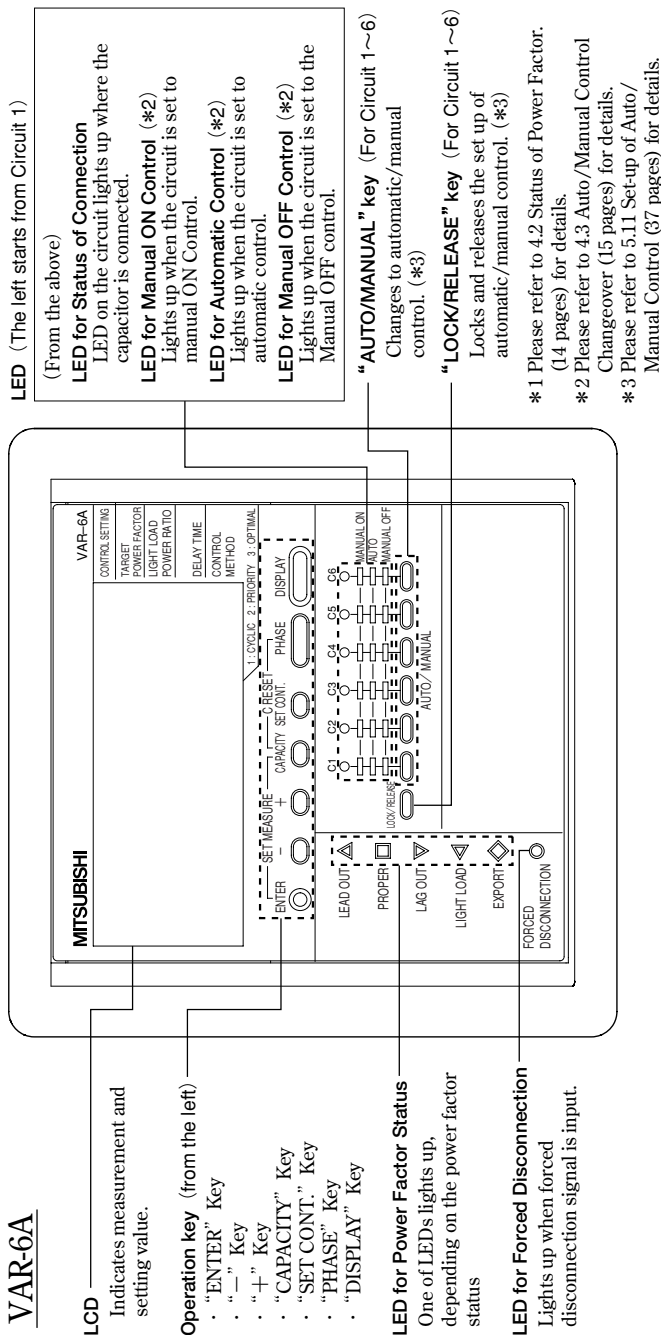 VAR-6A
LCD
Indicates measurement and
setting value.
Operation key (from the left)
・ “ENTER” Key
・ “−” Key
・ “+” Key
・ “CAPACITY” Key
・ “SET CONT.” Key
・ “PHASE” Key
・ “DISPLAY” Key
LED for Power Factor Status
One of LEDs lights up,
depending on the power factor
status
LED for Forced Disconnection
Lights up when forced
disconnection signal is input.
MITSUBISHI
VAR−6A
CONTROL SETTING
TARGET
POWER FACTOR
LIGHT LOAD
POWER RATIO
DELAY TIME
CONTROL
METHOD
1 : CYCLIC 2 : PRIORITY 3 : OPTIMAL
SET MEASURE
C RESET
ENTER − + CAPACITY SET CONT. PHASE DISPLAY
LEAD OUT
PROPER
LAG OUT
LIGHT LOAD
EXPORT
FORCED
DISCONNECTION
C1 C2 C3 C4 C5 C6
MANUAL ON
AUTO
MANUAL OFF
LOCK/RELEASE
AUTO/ MANUAL
LED (The left starts from Circuit 1)
(From the above)
LED for Status of Connection
LED on the circuit lights up where the
capacitor is connected.
LED for Manual ON Control (*2)
Lights up when the circuit is set to
manual ON Control.
LED for Automatic Control (*2)
Lights up when the circuit is set to
automatic control.
LED for Manual OFF Control (*2)
Lights up when the circuit is set to the
Manual OFF control.
“AUTO/MANUAL” key (For Circuit 1〜6)
Changes to automatic/manual
control. (*3)
“LOCK/RELEASE” key (For Circuit 1〜6)
Locks and releases the set up of
automatic/manual control. (*3)
*1 Please refer to 4.2 Status of Power Factor.
(14 pages) for details.
*2 Please refer to 4.3 Auto/Manual Control
Changeover (15 pages) for details.
*3 Please refer to 5.11 Set-up of Auto/
Manual Control (37 pages) for details.